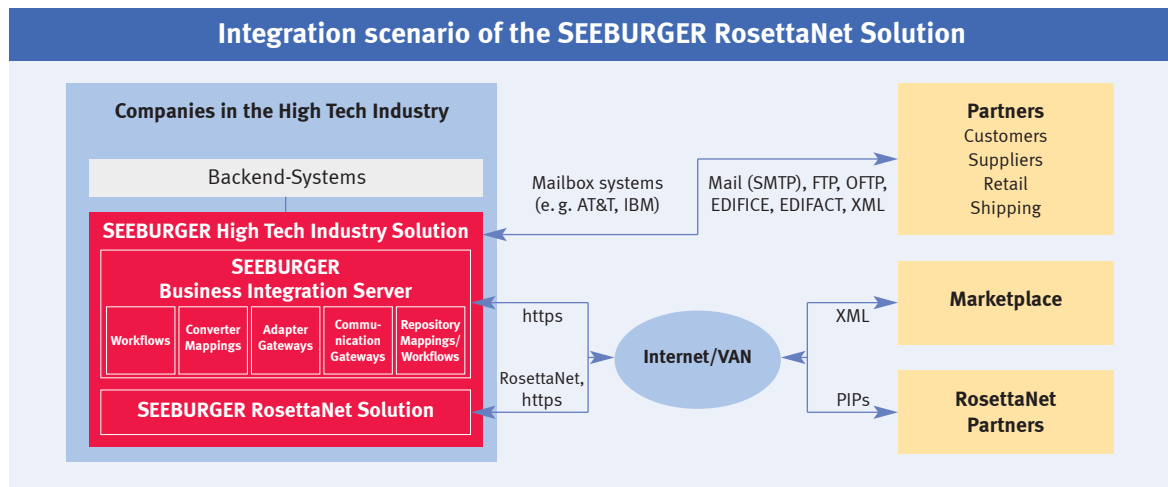 Integration scenario of the SEEBURGER RosettaNet Solution
Companies in the High Tech Industry
Backend-Systems
SEEBURGER High Tech Industry Solution
SEEBURGER
Business Integration Server
Workflows
Converter
Mappings
Adapter
Gateways
Commu-
nication
Gateways
Repository
Mappings/
Workflows
SEEBURGER RosettaNet Solution
Mailbox systems
(e. g. AT&T, IBM)
Mail (SMTP), FTP, OFTP,
EDIFICE, EDIFACT, XML
https
RosettaNet,
https
Internet/VAN
XML
PIPs
Partners
Customers
Suppliers
Retail
Shipping
Marketplace
RosettaNet
Partners